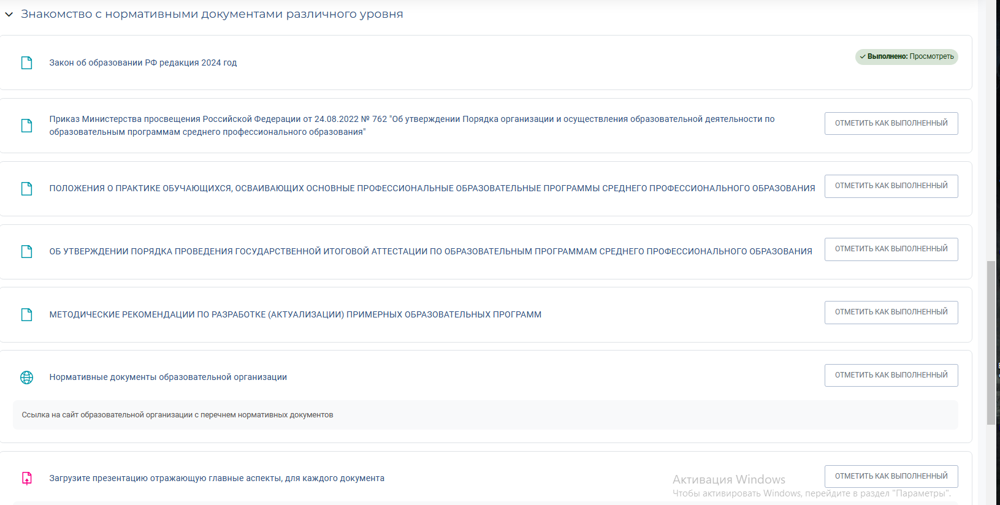 Знакомство с нормативными документами различного уровня
Закон об образовании РФ редакция 2024 год
Выполнено: Просмотреть
Приказ Министерства просвещения Российской Федерации от 24.08.2022 № 762 "Об утверждении Порядка организации и осуществления образовательной деятельности по
образовательным программам среднего профессионального образования"
ОТМЕТИТЬ КАК ВЫПОЛНЕННЫЙ
ПОЛОЖЕНИЯ О ПРАКТИКЕ ОБУЧАЮЩИХСЯ, ОСВАИВАЮЩИХ ОСНОВНЫЕ ПРОФЕССИОНАЛЬНЫЕ ОБРАЗОВАТЕЛЬНЫЕ ПРОГРАММЫ СРЕДНЕГО ПРОФЕССИОНАЛЬНОГО ОБРАЗОВАНИЯ
ОТМЕТИТЬ КАК ВЫПОЛНЕННЫЙ
ОБ УТВЕРЖДЕНИИ ПОРЯДКА ПРОВЕДЕНИЯ ГОСУДАРСТВЕННОЙ ИТОГОВОЙ АТТЕСТАЦИИ ПО ОБРАЗОВАТЕЛЬНЫМ ПРОГРАММАМ СРЕДНЕГО ПРОФЕССИОНАЛЬНОГО ОБРАЗОВАНИЯ
ОТМЕТИТЬ КАК ВЫПОЛНЕННЫЙ
МЕТОДИЧЕСКИЕ РЕКОМЕНДАЦИИ ПО РАЗРАБОТКЕ (АКТУАЛИЗАЦИИ) ПРИМЕРНЫХ ОБРАЗОВАТЕЛЬНЫХ ПРОГРАММ
ОТМЕТИТЬ КАК ВЫПОЛНЕННЫЙ
Нормативные документы образовательной организации
ОТМЕТИТЬ КАК ВЫПОЛНЕННЫЙ
Ссылка на сайт образовательной организации с перечнем нормативных документов
Загрузите презентацию отражающую главные аспекты, для каждого документа
ОТМЕТИТЬ КАК ВЫПОЛНЕННЫЙ
Активация Windows
Чтобы активировать Windows, перейдите в раздел "Параметры".